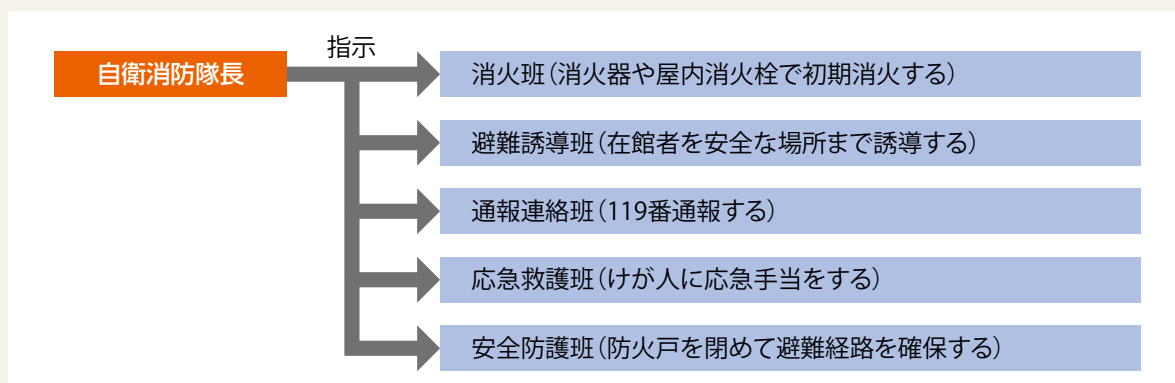 指示
自衛消防隊長
消火班(消火器や屋内消火栓で初期消火する)
避難誘導班(在館者を安全な場所まで誘導する)
通報連絡班(119番通報する)
応急救護班(けが人に応急手当をする)
安全防護班(防火戸を閉めて避難経路を確保する)